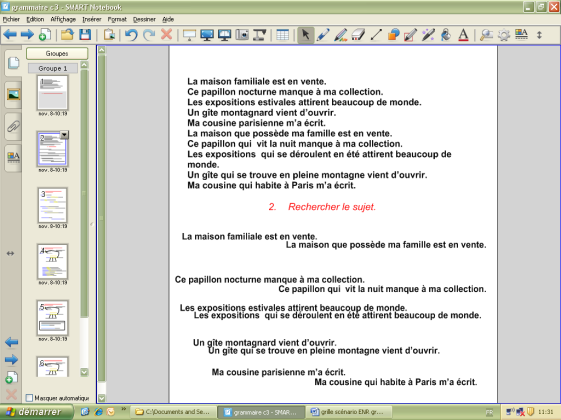 grammaire c3 - SMART Notebook
Fichier Edition Affichage Insérer Format Dessiner Aide
Groupes
Groupe 1
1
nov. 8-10:19
2
nov. 8-10:19
3
nov. 8-10:19
4
nov. 8-10:19
5
nov. 8-10:19
6
Masquer automatique
La maison familiale est en vente.
Ce papillon nocturne manque à ma collection.
Les expositions estivales attirent beaucoup de monde.
Un gîte montagnard vient d'ouvrir.
Ma cousine parisienne m'a écrit.
La maison que possède ma famille est en vente.
Ce papillon qui vit la nuit manque à ma collection.
Les expositions qui se déroulent en été attirent beaucoup de
monde.
Un gîte qui se trouve en pleine montagne vient d'ouvrir.
Ma cousine qui habite à Paris m'a écrit.
2. Rechercher le sujet.
La maison familiale est en vente.
La maison que possède ma famille est en vente.
Ce papillon nocturne manque à ma collection.
Ce papillon qui vit la nuit manque à ma collection.
Les expositions estivales attirent beaucoup de monde.
Les expositions qui se déroulent en été attirent beaucoup de monde.
Un gîte montagnard vient d'ouvrir.
Un gîte qui se trouve en pleine montagne vient d'ouvrir.
Ma cousine parisienne m'a écrit.
Ma cousine qui habite à Paris m'a écrit.
démarrer
C:\Documents and Se...
grammaire c3 - SMAR...
grille scénario ENR gr...
11:31